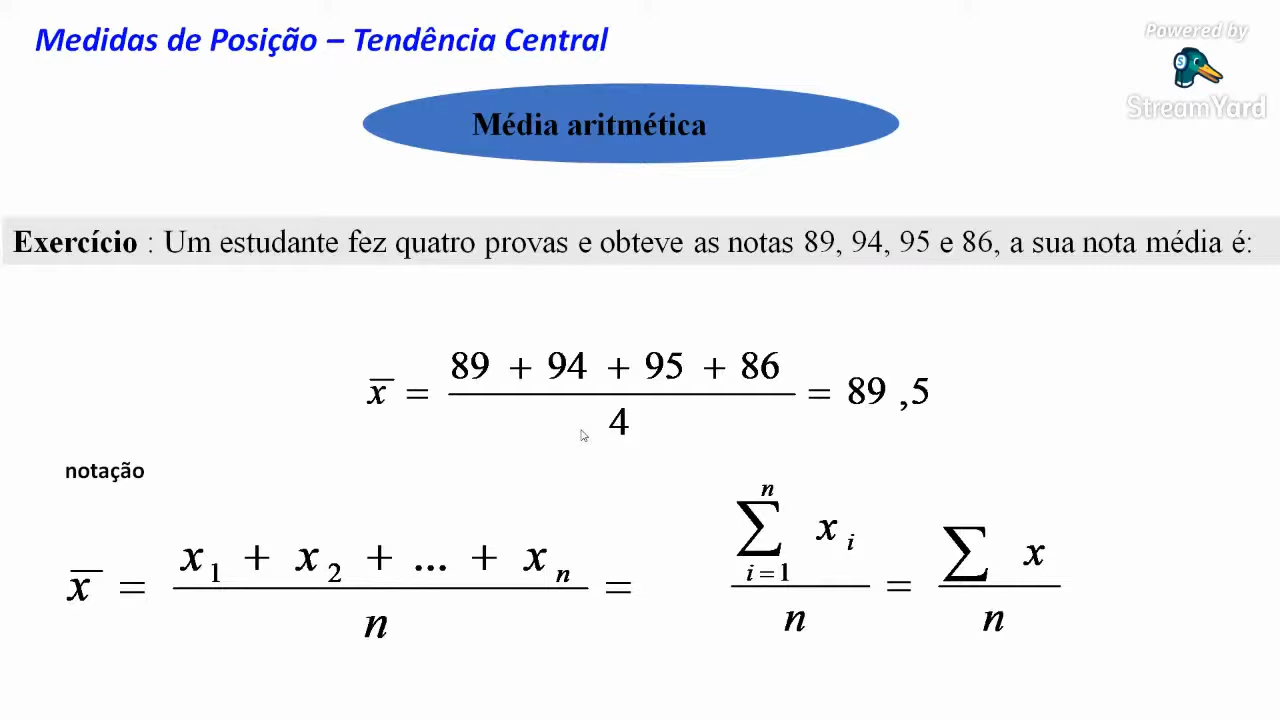 Medidas de Posição – Tendência Central
Powered by
StreamYard
Média aritmética
Exercício : Um estudante fez quatro provas e obteve as notas 89, 94, 95 e 86, a sua nota média é:
x̄ = (89 + 94 + 95 + 86) / 4 = 89 ,5
notação
x̄ = (x₁ + x₂ + ... + xₙ) / n = (∑ⁿᵢ₌₁ xᵢ) / n = (∑ x) / n